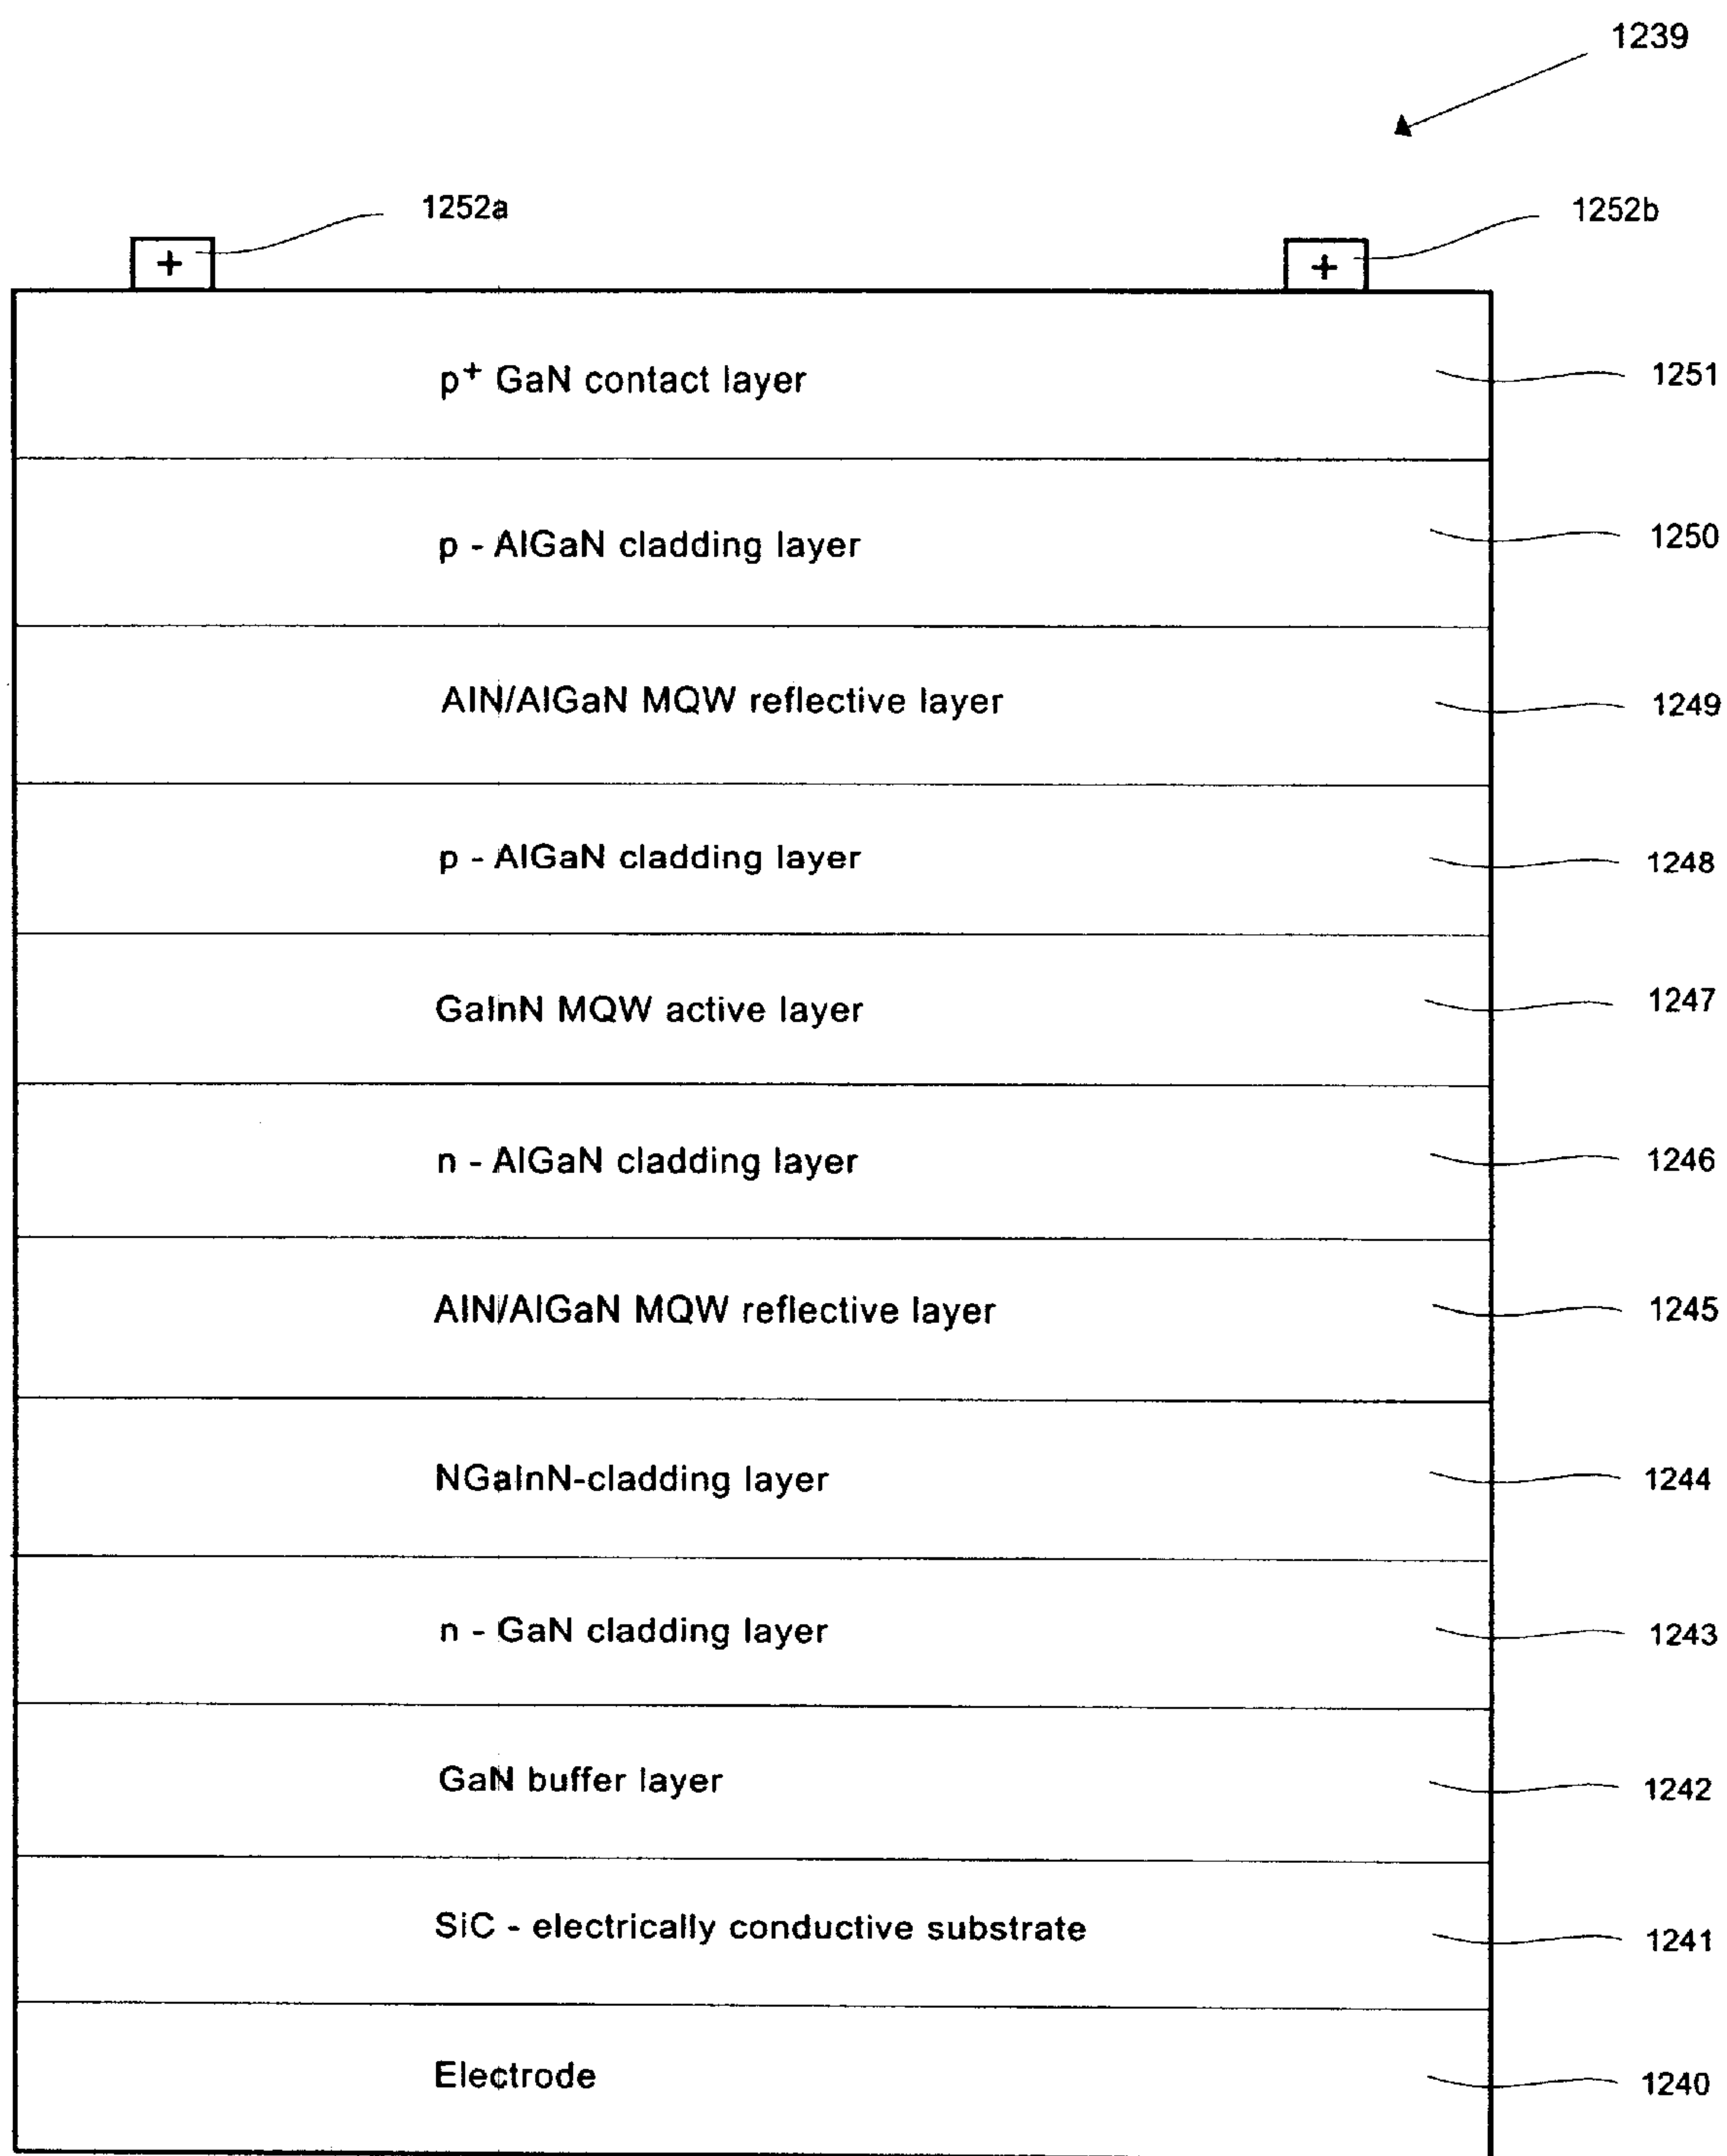 1239
1252a
1252b
+
+
p+ GaN contact layer
1251
p - AlGaN cladding layer
1250
AlN/AlGaN MQW reflective layer
1249
p - AlGaN cladding layer
1248
GaInN MQW active layer
1247
n - AlGaN cladding layer
1246
AlN/AlGaN MQW reflective layer
1245
NGaInN-cladding layer
1244
n - GaN cladding layer
1243
GaN buffer layer
1242
SiC - electrically conductive substrate
1241
Electrode
1240